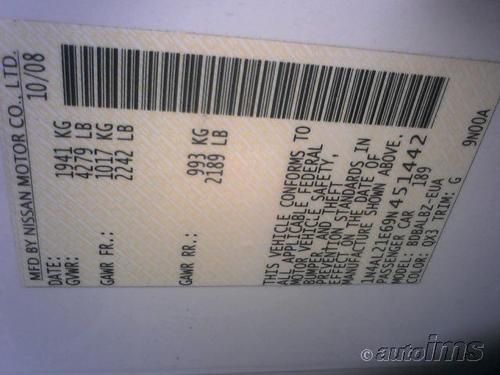 MFD BY NISSAN MOTOR CO., LTD.
DATE: 10/08
GVWR: 1941 KG
4279 LB
GAWR FR.: 1017 KG
2242 LB
GAWR RR.: 993 KG
2189 LB
THIS VEHICLE CONFORMS TO
ALL APPLICABLE FEDERAL
MOTOR VEHICLE SAFETY,
BUMPER, AND THEFT
PREVENTION STANDARDS IN
EFFECT ON THE DATE OF
MANUFACTURE SHOWN ABOVE.
1N4AL21E69N451442
PASSENGER CAR 189
MODEL: BDBALBZ-EUA
COLOR: QX3 TRIM: G
9N00A
© autoims